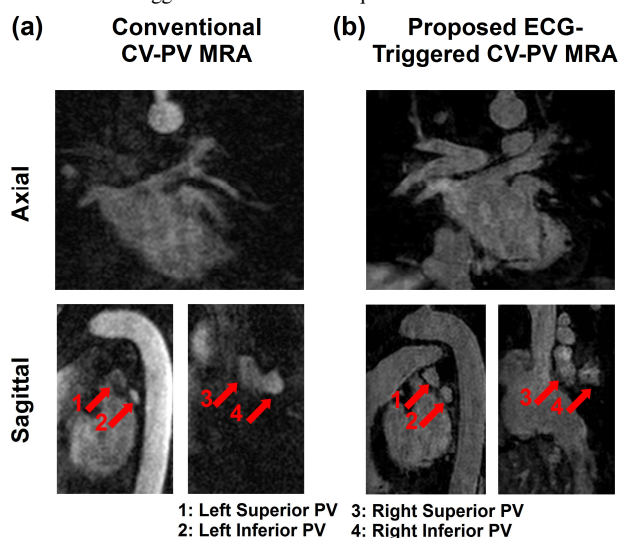 (a)
Conventional
CV-PV MRA
(b)
Proposed ECG-
Triggered CV-PV MRA
Axial
Sagittal
1
2
3
4
1
2
3
4
1: Left Superior PV
3: Right Superior PV
2: Left Inferior PV
4: Right Inferior PV